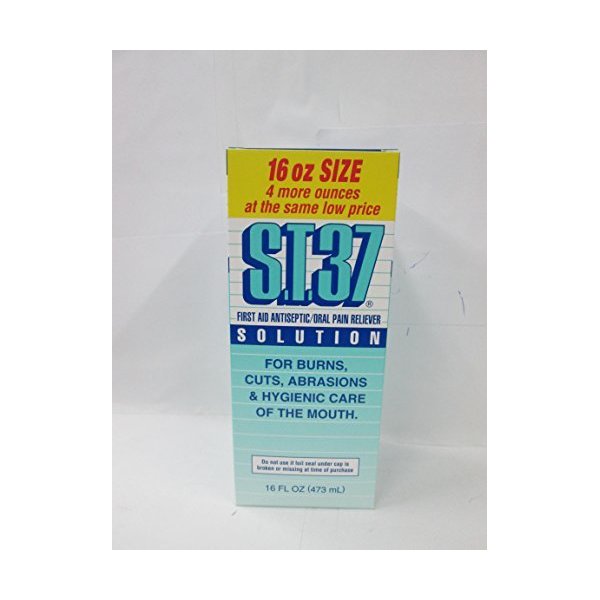 16 oz SIZE
4 more ounces
at the same low price
S.T.37®
FIRST AID ANTISEPTIC/ORAL PAIN RELIEVER
SOLUTION
FOR BURNS,
CUTS, ABRASIONS
& HYGIENIC CARE
OF THE MOUTH.
Do not use if foil seal under cap is
broken or missing at time of purchase
16 FL OZ (473 mL)